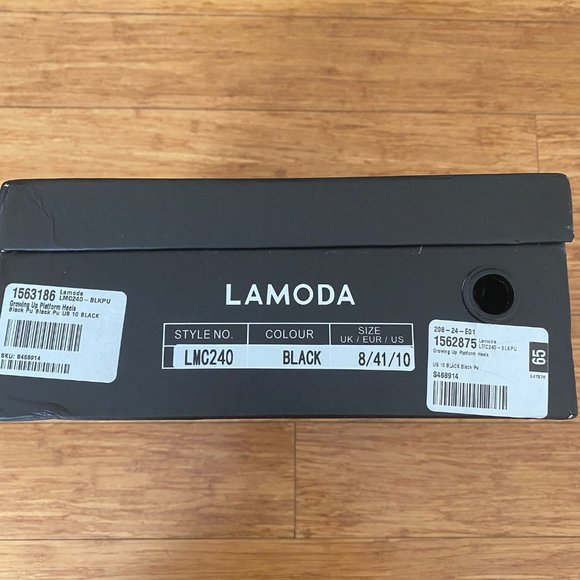 LAMODA
STYLE NO. COLOUR SIZE
UK / EUR / US
LMC240 BLACK 8/41/10
1563186 Lamoda
LMC240-BLKPU
Growing Up Platform Heels
Black Pu Black Pu US 10 BLACK
SKU: 8468914
208-24-E01
1562875 Lamoda
LMC240-BLKPU
Growing Up Platform Heels
US 10 BLACK Black Pu
8468914